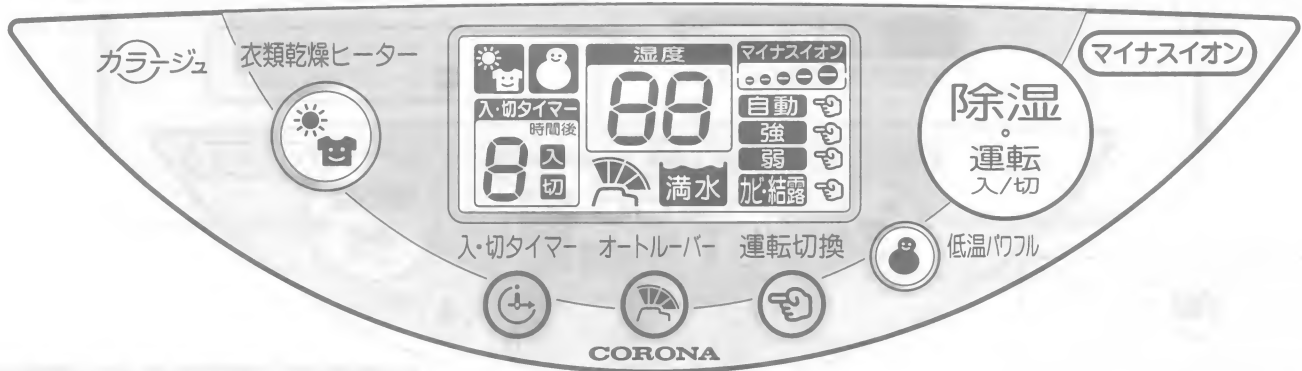 カラージュ
衣類乾燥ヒーター
湿度
88
マイナスイオン
自動
強
弱
カビ・結露
入・切タイマー
時間後
8
入
切
満水
除湿
・
運転
入/切
マイナスイオン
入・切タイマー
オートルーバー
運転切換
低温パワフル
CORONA